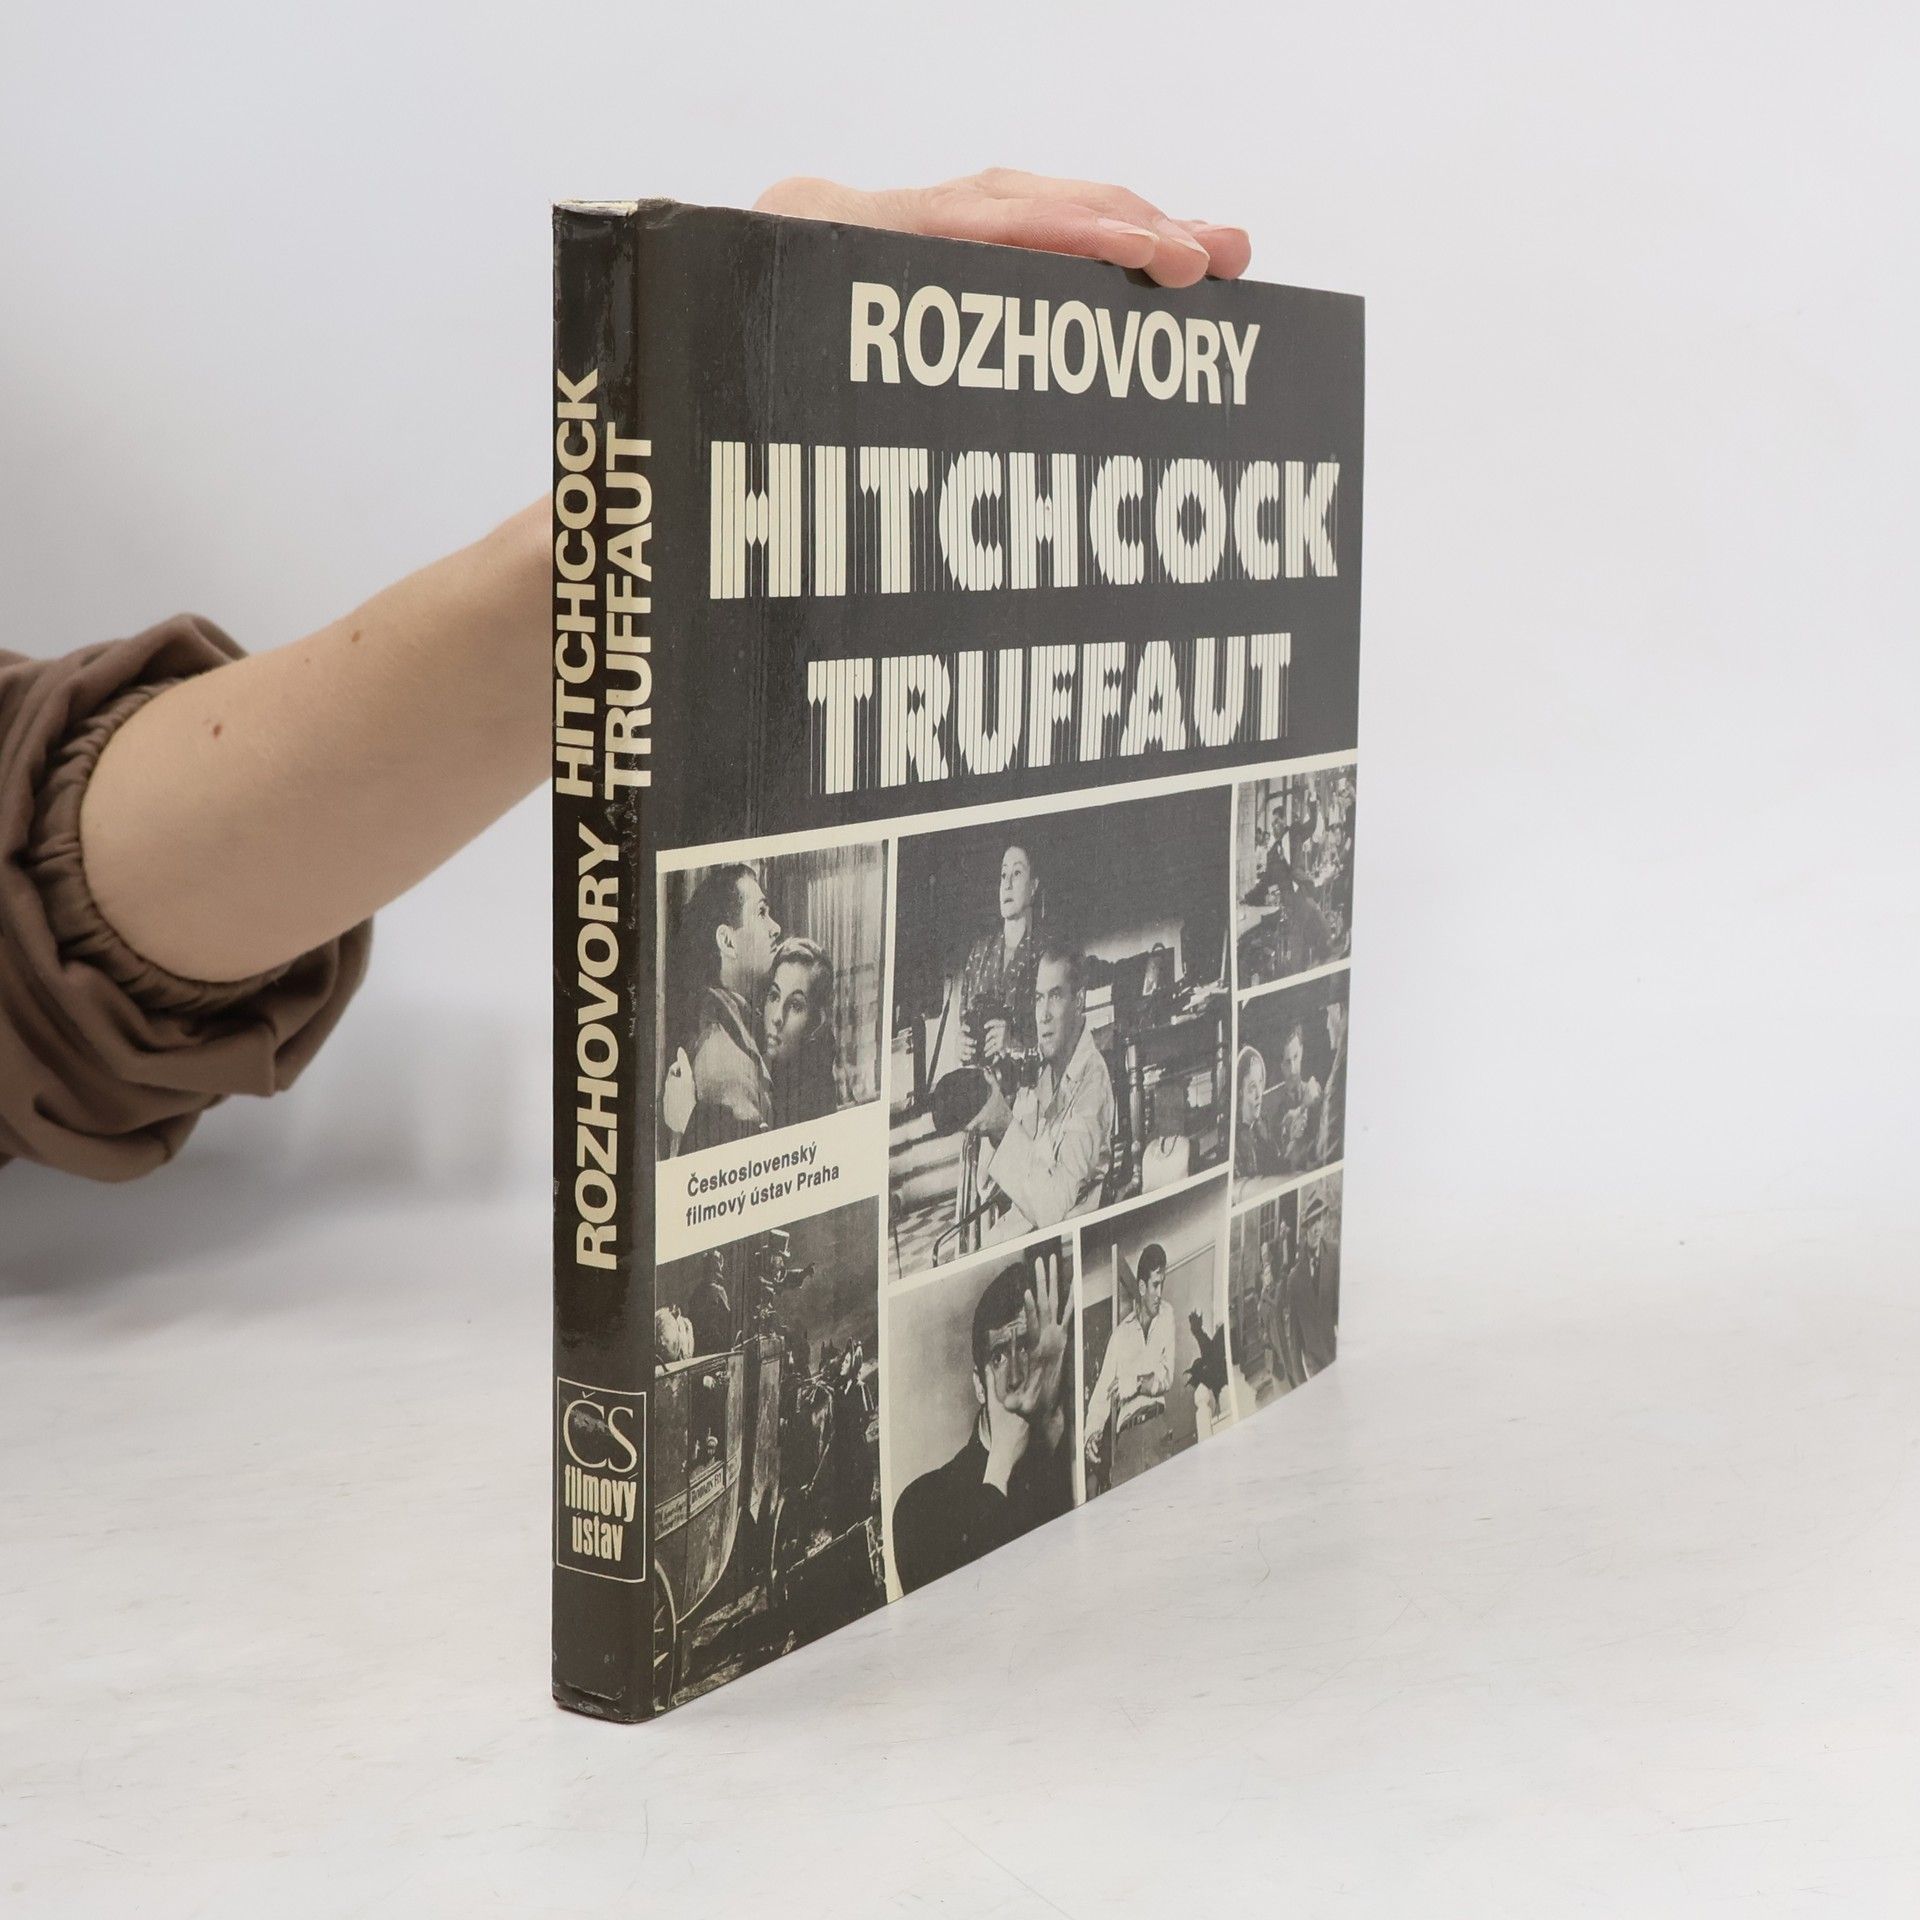 ROZHOVORY
HITCHCOCK
TRUFFAUT
Československý
filmový ústav Praha
ROZHOVORY HITCHCOCK
TRUFFAUT
ČS
filmový
ústav